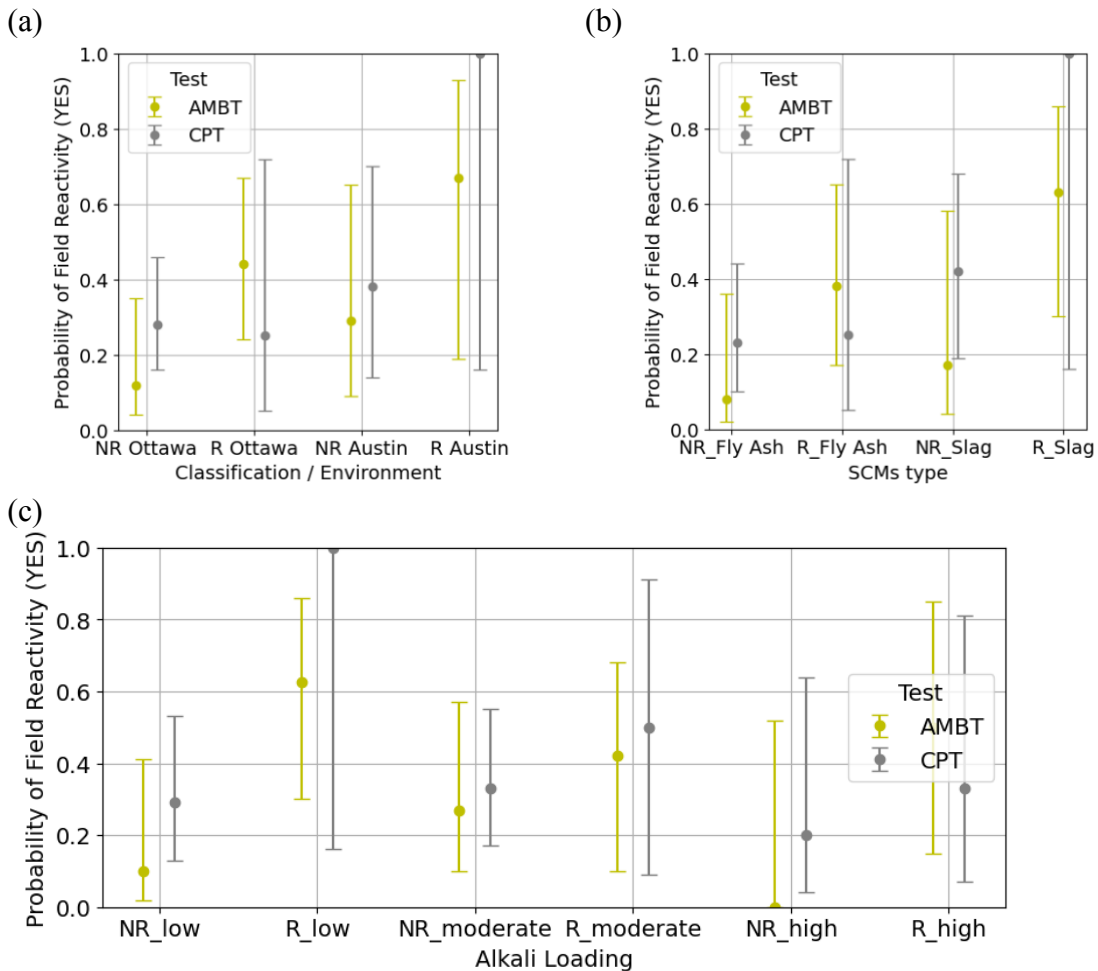 (a)
Probability of Field Reactivity (YES)
1.0
0.8
0.6
0.4
0.2
0.0
Test
AMBT
CPT
NR Ottawa
R Ottawa
NR Austin
R Austin
Classification / Environment
(b)
Probability of Field Reactivity (YES)
1.0
0.8
0.6
0.4
0.2
0.0
Test
AMBT
CPT
NR_Fly Ash
R_Fly Ash
NR_Slag
R_Slag
SCMs type
(c)
Probability of Field Reactivity (YES)
1.0
0.8
0.6
0.4
0.2
0.0
Test
AMBT
CPT
NR_low
R_low
NR_moderate
R_moderate
NR_high
R_high
Alkali Loading